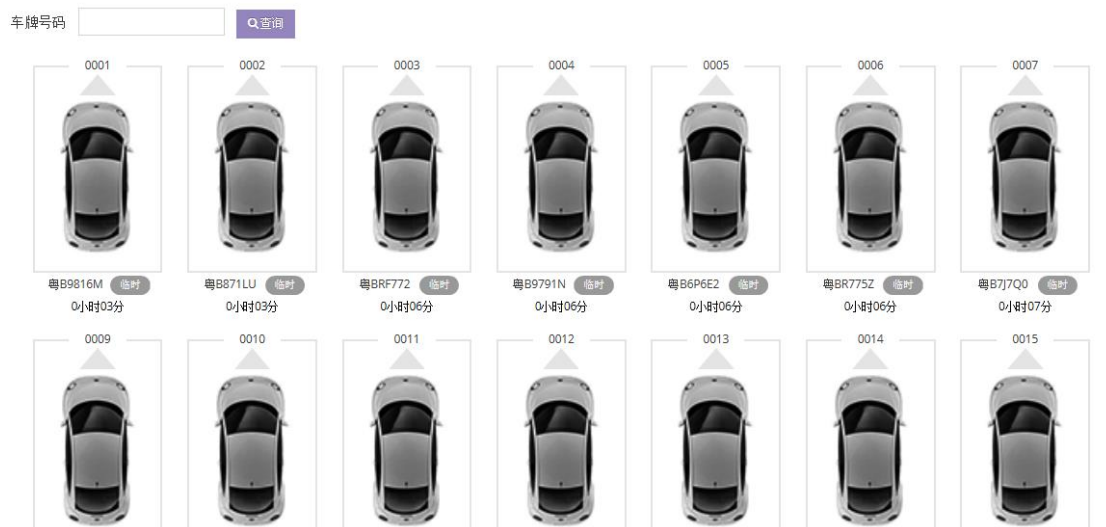 车牌号码 查询
0001 0002 0003 0004 0005 0006 0007
粤B9816M 临时 粤B871LU 临时 粤BRF772 临时 粤B9791N 临时 粤B6P6E2 临时 粤BR775Z 临时 粤B7J7Q0 临时
0小时03分 0小时03分 0小时06分 0小时06分 0小时06分 0小时06分 0小时07分
0009 0010 0011 0012 0013 0014 0015